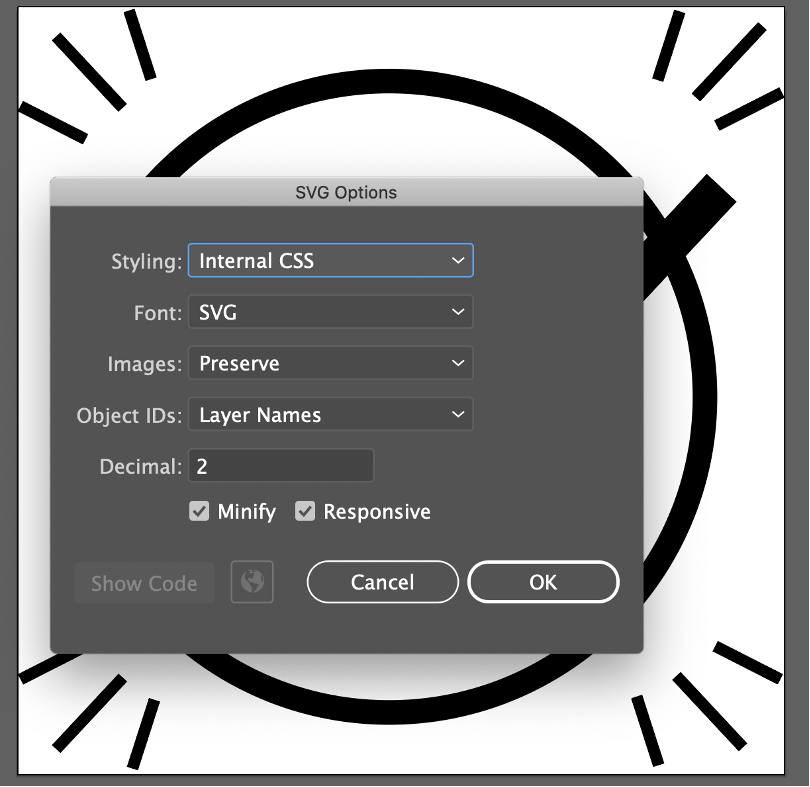 SVG Options
Styling: Internal CSS
Font: SVG
Images: Preserve
Object IDs: Layer Names
Decimal: 2
Minify Responsive
Show Code Cancel OK